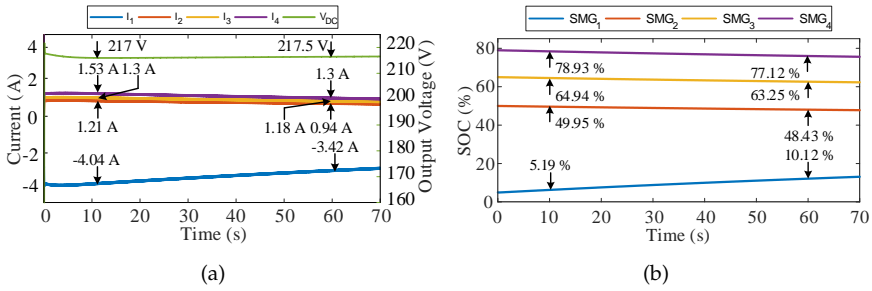 I1 I2 I3 I4 VDC
Current (A)
4
2
0
-2
-4
217 V
217.5 V
1.53 A
1.3 A
1.3 A
1.21 A
1.18 A
0.94 A
-4.04 A
-3.42 A
220
210
200
190
180
170
160
Output Voltage (V)
0 10 20 30 40 50 60 70
Time (s)
(a)
SMG1 SMG2 SMG3 SMG4
SOC (%)
80
60
40
20
0
78.93 %
77.12 %
64.94 %
63.25 %
49.95 %
48.43 %
5.19 %
10.12 %
0 10 20 30 40 50 60 70
Time (s)
(b)